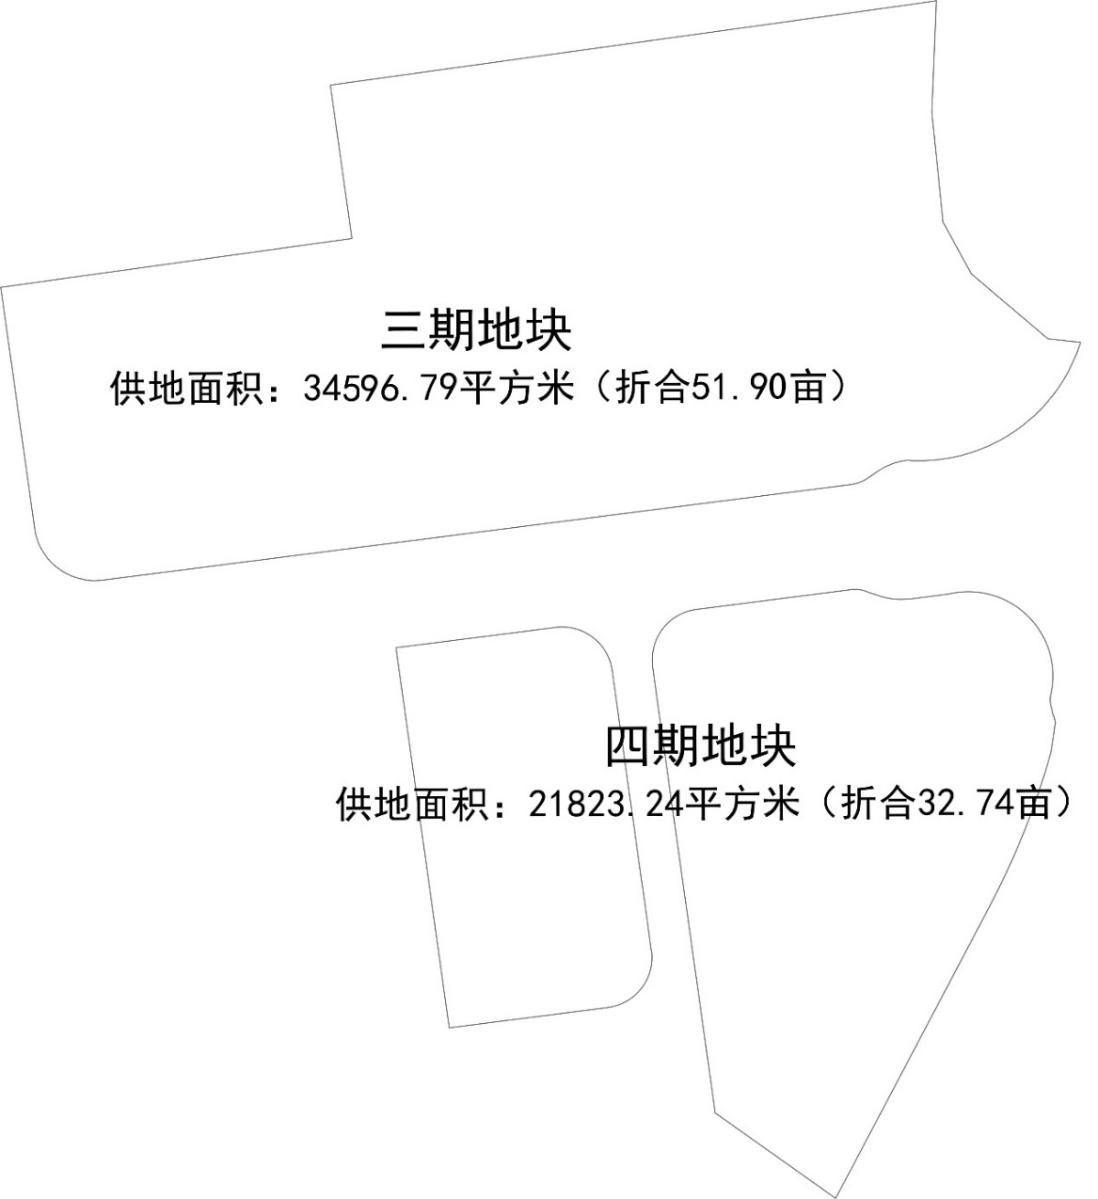 三期地块
供地面积：34596.79平方米（折合51.90亩）
四期地块
供地面积：21823.24平方米（折合32.74亩）